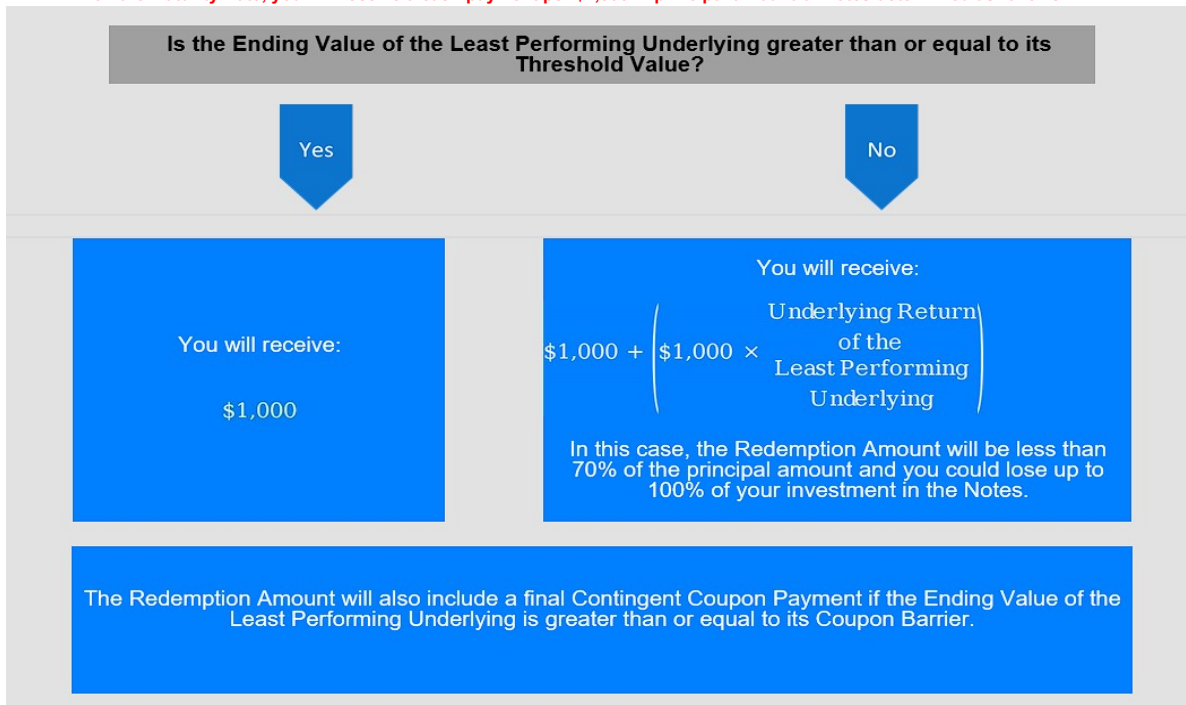 Is the Ending Value of the Least Performing Underlying greater than or equal to its
Threshold Value?
Yes
No
You will receive:
$1,000
You will receive:
$1,000 + ($1,000 × Underlying Return
of the
Least Performing
Underlying)
In this case, the Redemption Amount will be less than
70% of the principal amount and you could lose up to
100% of your investment in the Notes.
The Redemption Amount will also include a final Contingent Coupon Payment if the Ending Value of the
Least Performing Underlying is greater than or equal to its Coupon Barrier.